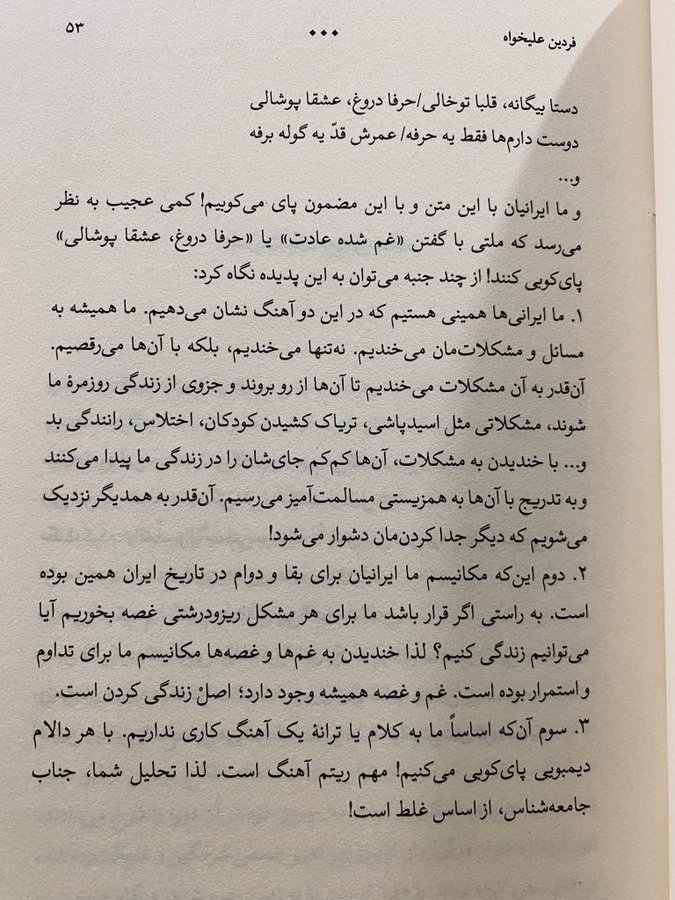 فردین علیخواه ••• ۵۳
دستا بیگانه، قلبا توخالی/حرفا دروغ، عشقا پوشالی
دوست دارم‌ها فقط یه حرفه/ عمرش قدّ یه گوله برفه
و...
و ما ایرانیان با این متن و با این مضمون پای می‌کوبیم! کمی عجیب به نظر
می‌رسد که ملتی با گفتن «غم شده عادت» یا «حرفا دروغ، عشقا پوشالی»
پای‌کوبی کنند! از چند جنبه می‌توان به این پدیده نگاه کرد:
۱. ما ایرانی‌ها همینی هستیم که در این دو آهنگ نشان می‌دهیم. ما همیشه به
مسائل و مشکلات‌مان می‌خندیم. نه‌تنها می‌خندیم، بلکه با آن‌ها می‌رقصیم.
آن‌قدر به آن مشکلات می‌خندیم تا آن‌ها از رو بروند و جزوی از زندگی روزمرهٔ ما
شوند، مشکلاتی مثل اسیدپاشی، تریاک کشیدن کودکان، اختلاس، رانندگی بد
و... با خندیدن به مشکلات، آن‌ها کم‌کم جای‌شان را در زندگی ما پیدا می‌کنند
و به تدریج با آن‌ها به همزیستی مسالمت‌آمیز می‌رسیم. آن‌قدر به همدیگر نزدیک
می‌شویم که دیگر جدا کردن‌مان دشوار می‌شود!
۲. دوم این‌که مکانیسم ما ایرانیان برای بقا و دوام در تاریخ ایران همین بوده
است. به راستی اگر قرار باشد ما برای هر مشکل ریزودرشتی غصه بخوریم آیا
می‌توانیم زندگی کنیم؟ لذا خندیدن به غم‌ها و غصه‌ها مکانیسم ما برای تداوم
و استمرار بوده است. غم و غصه همیشه وجود دارد؛ اصلْ زندگی کردن است.
۳. سوم آن‌که اساساً ما به کلام یا ترانهٔ یک آهنگ کاری نداریم. با هر دالام
دیمبویی پای‌کوبی می‌کنیم! مهم ریتم آهنگ است. لذا تحلیل شما، جناب
جامعه‌شناس، از اساس غلط است!